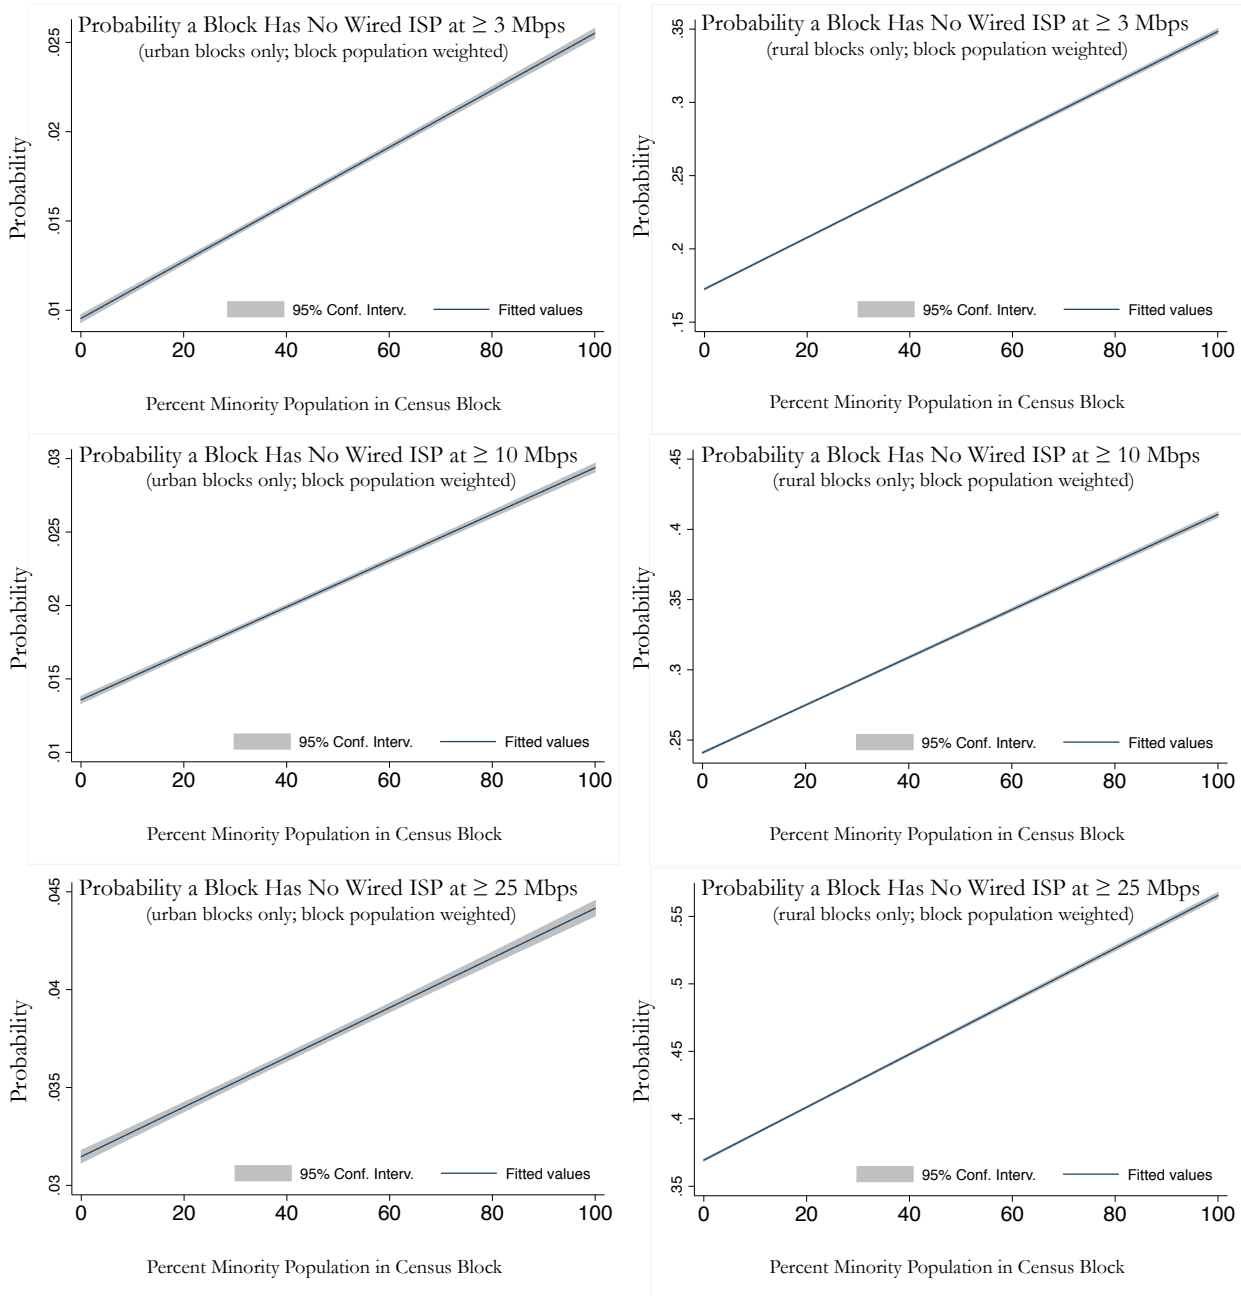 Probability a Block Has No Wired ISP at ≥ 3 Mbps
(urban blocks only; block population weighted)
Probability
.025
.02
.015
.01
95% Conf. Interv.
Fitted values
0 20 40 60 80 100
Percent Minority Population in Census Block
Probability a Block Has No Wired ISP at ≥ 3 Mbps
(rural blocks only; block population weighted)
Probability
.35
.3
.25
.2
.15
95% Conf. Interv.
Fitted values
0 20 40 60 80 100
Percent Minority Population in Census Block
Probability a Block Has No Wired ISP at ≥ 10 Mbps
(urban blocks only; block population weighted)
Probability
.03
.025
.02
.015
.01
95% Conf. Interv.
Fitted values
0 20 40 60 80 100
Percent Minority Population in Census Block
Probability a Block Has No Wired ISP at ≥ 10 Mbps
(rural blocks only; block population weighted)
Probability
.45
.4
.35
.3
.25
95% Conf. Interv.
Fitted values
0 20 40 60 80 100
Percent Minority Population in Census Block
Probability a Block Has No Wired ISP at ≥ 25 Mbps
(urban blocks only; block population weighted)
Probability
.045
.04
.035
.03
95% Conf. Interv.
Fitted values
0 20 40 60 80 100
Percent Minority Population in Census Block
Probability a Block Has No Wired ISP at ≥ 25 Mbps
(rural blocks only; block population weighted)
Probability
.55
.5
.45
.4
.35
95% Conf. Interv.
Fitted values
0 20 40 60 80 100
Percent Minority Population in Census Block